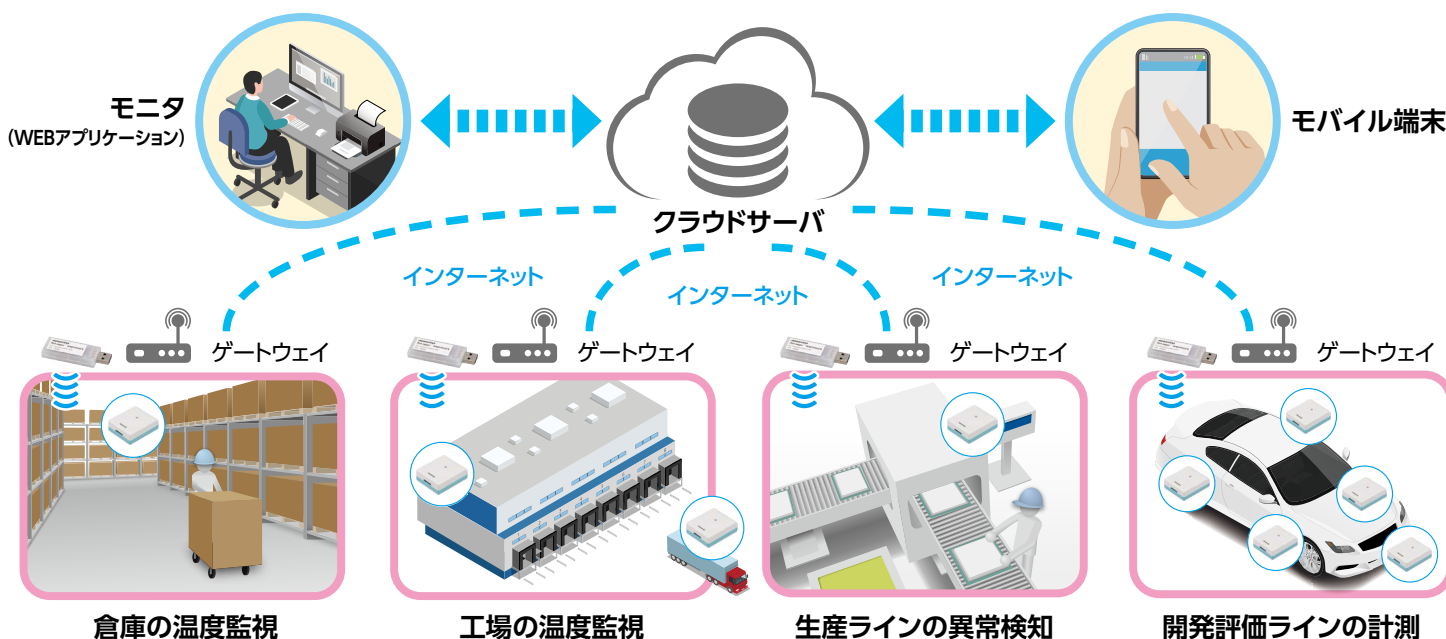 モニタ
(WEBアプリケーション)
モバイル端末
クラウドサーバ
インターネット
インターネット
インターネット
ゲートウェイ
ゲートウェイ
ゲートウェイ
ゲートウェイ
倉庫の温度監視
工場の温度監視
生産ラインの異常検知
開発評価ラインの計測